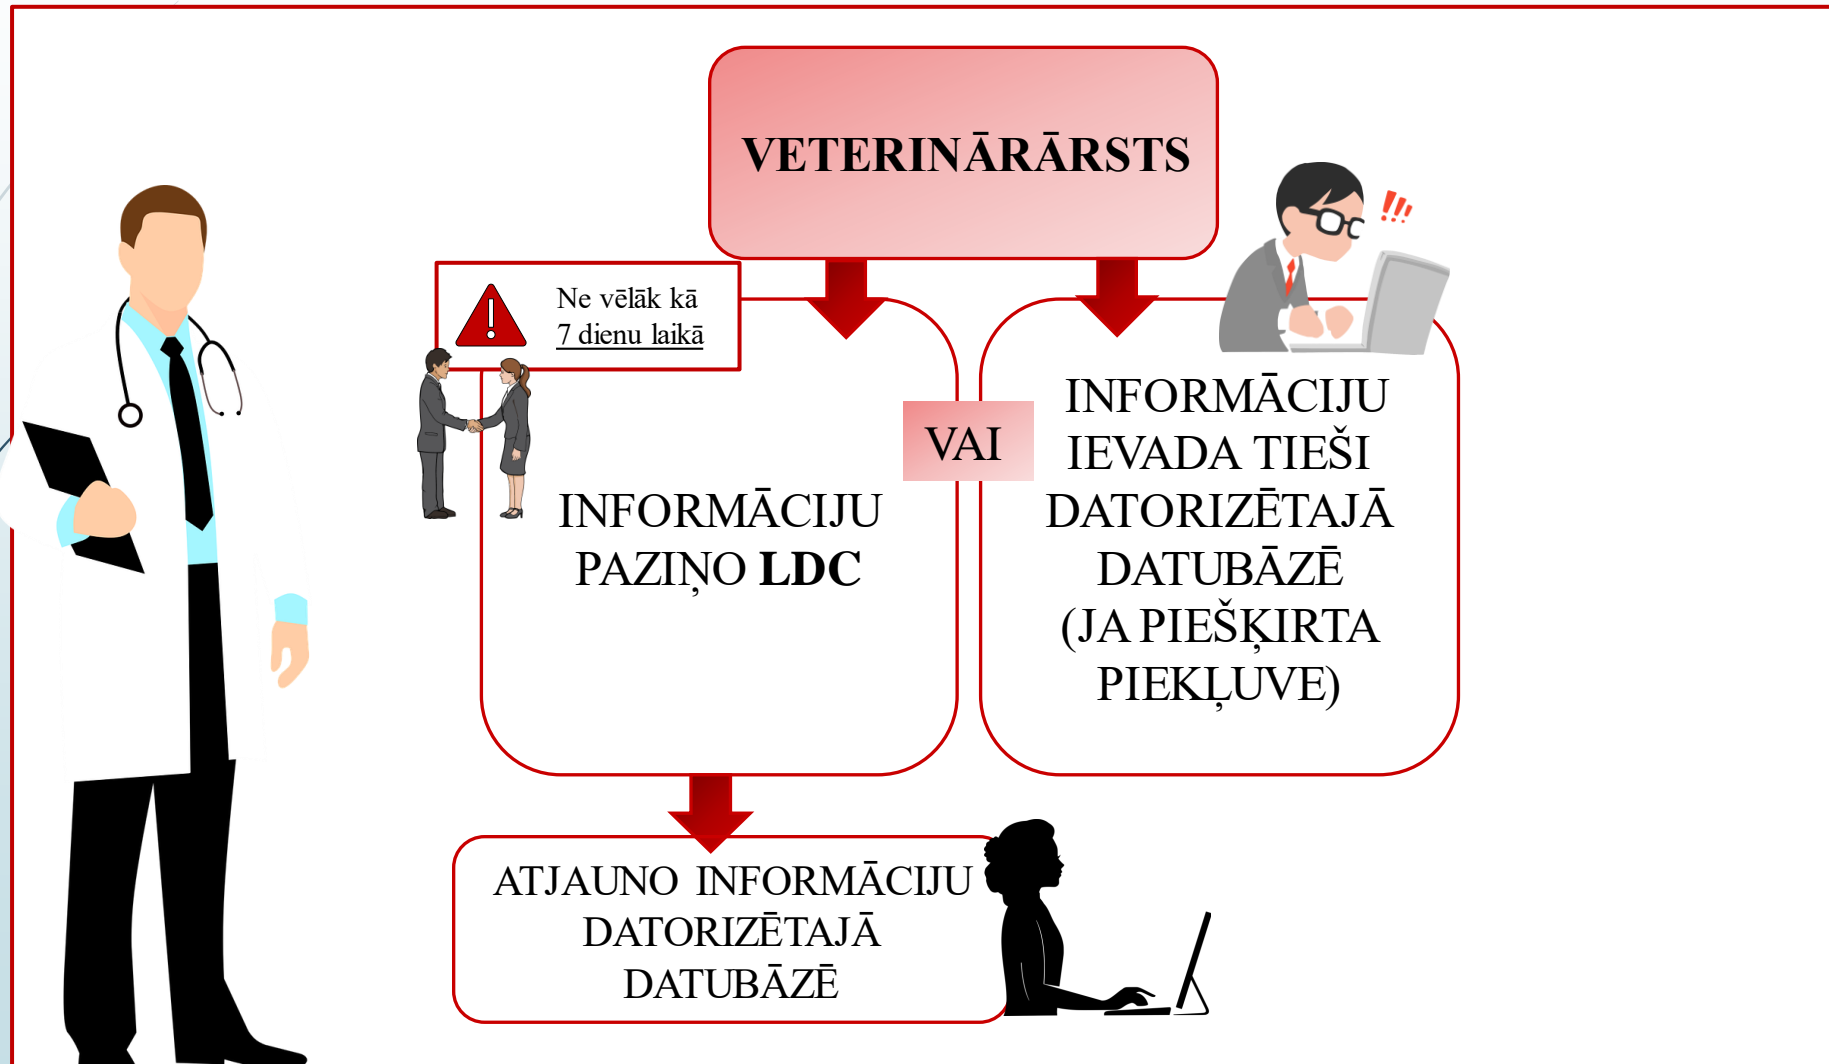 VETERINĀRĀRSTS
Ne vēlāk kā
7 dienu laikā
INFORMĀCIJU
PAZIŅO LDC
VAI
INFORMĀCIJU
IEVADA TIEŠI
DATORIZĒTAJĀ
DATUBĀZĒ
(JA PIEŠĶIRTA
PIEKĻUVE)
ATJAUNO INFORMĀCIJU
DATORIZĒTAJĀ
DATUBĀZĒ